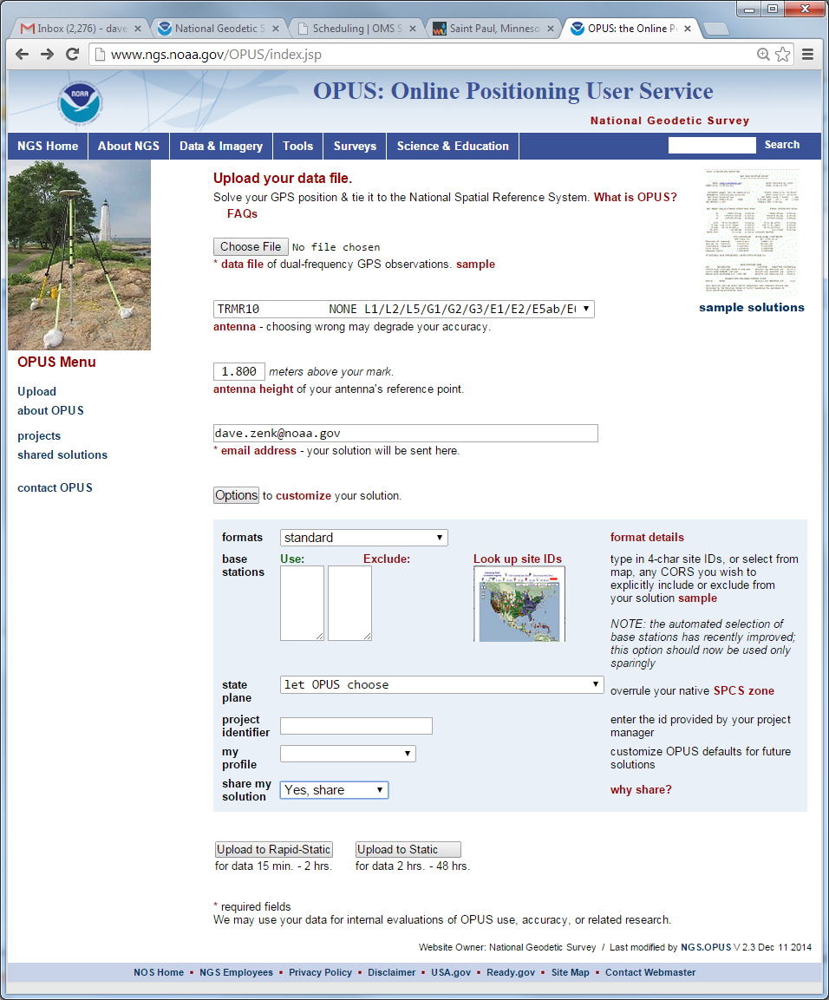 Inbox (2,276) - dave
National Geodetic S
Scheduling | OMS S
Saint Paul, Minneso
OPUS: the Online Po
www.ngs.noaa.gov/OPUS/index.jsp
NOAA
OPUS: Online Positioning User Service
National Geodetic Survey
NGS Home About NGS Data & Imagery Tools Surveys Science & Education Search
Upload your data file.
Solve your GPS position & tie it to the National Spatial Reference System. What is OPUS?
FAQs
Choose File No file chosen
* data file of dual-frequency GPS observations. sample
sample solutions
TRMR10 NONE L1/L2/L5/G1/G2/G3/E1/E2/E5ab/E6
antenna - choosing wrong may degrade your accuracy.
OPUS Menu
Upload
about OPUS
projects
shared solutions
contact OPUS
1.800 meters above your mark.
antenna height of your antenna's reference point.
dave.zenk@noaa.gov
* email address - your solution will be sent here.
Options to customize your solution.
formats standard format details
base stations
Use: Exclude: Look up site IDs
type in 4-char site IDs, or select from
map, any CORS you wish to
explicitly include or exclude from
your solution sample
NOTE: the automated selection of
base stations has recently improved;
this option should now be used only
sparingly
state plane
let OPUS choose
overrule your native SPCS zone
project identifier
enter the id provided by your project
manager
my profile
customize OPUS defaults for future
solutions
share my solution
Yes, share
why share?
Upload to Rapid-Static Upload to Static
for data 15 min. - 2 hrs. for data 2 hrs. - 48 hrs.
* required fields
We may use your data for internal evaluations of OPUS use, accuracy, or related research.
Website Owner: National Geodetic Survey / Last modified by NGS.OPUS V 2.3 Dec 11 2014
NOS Home ▪ NGS Employees ▪ Privacy Policy ▪ Disclaimer ▪ USA.gov ▪ Ready.gov ▪ Site Map ▪ Contact Webmaster